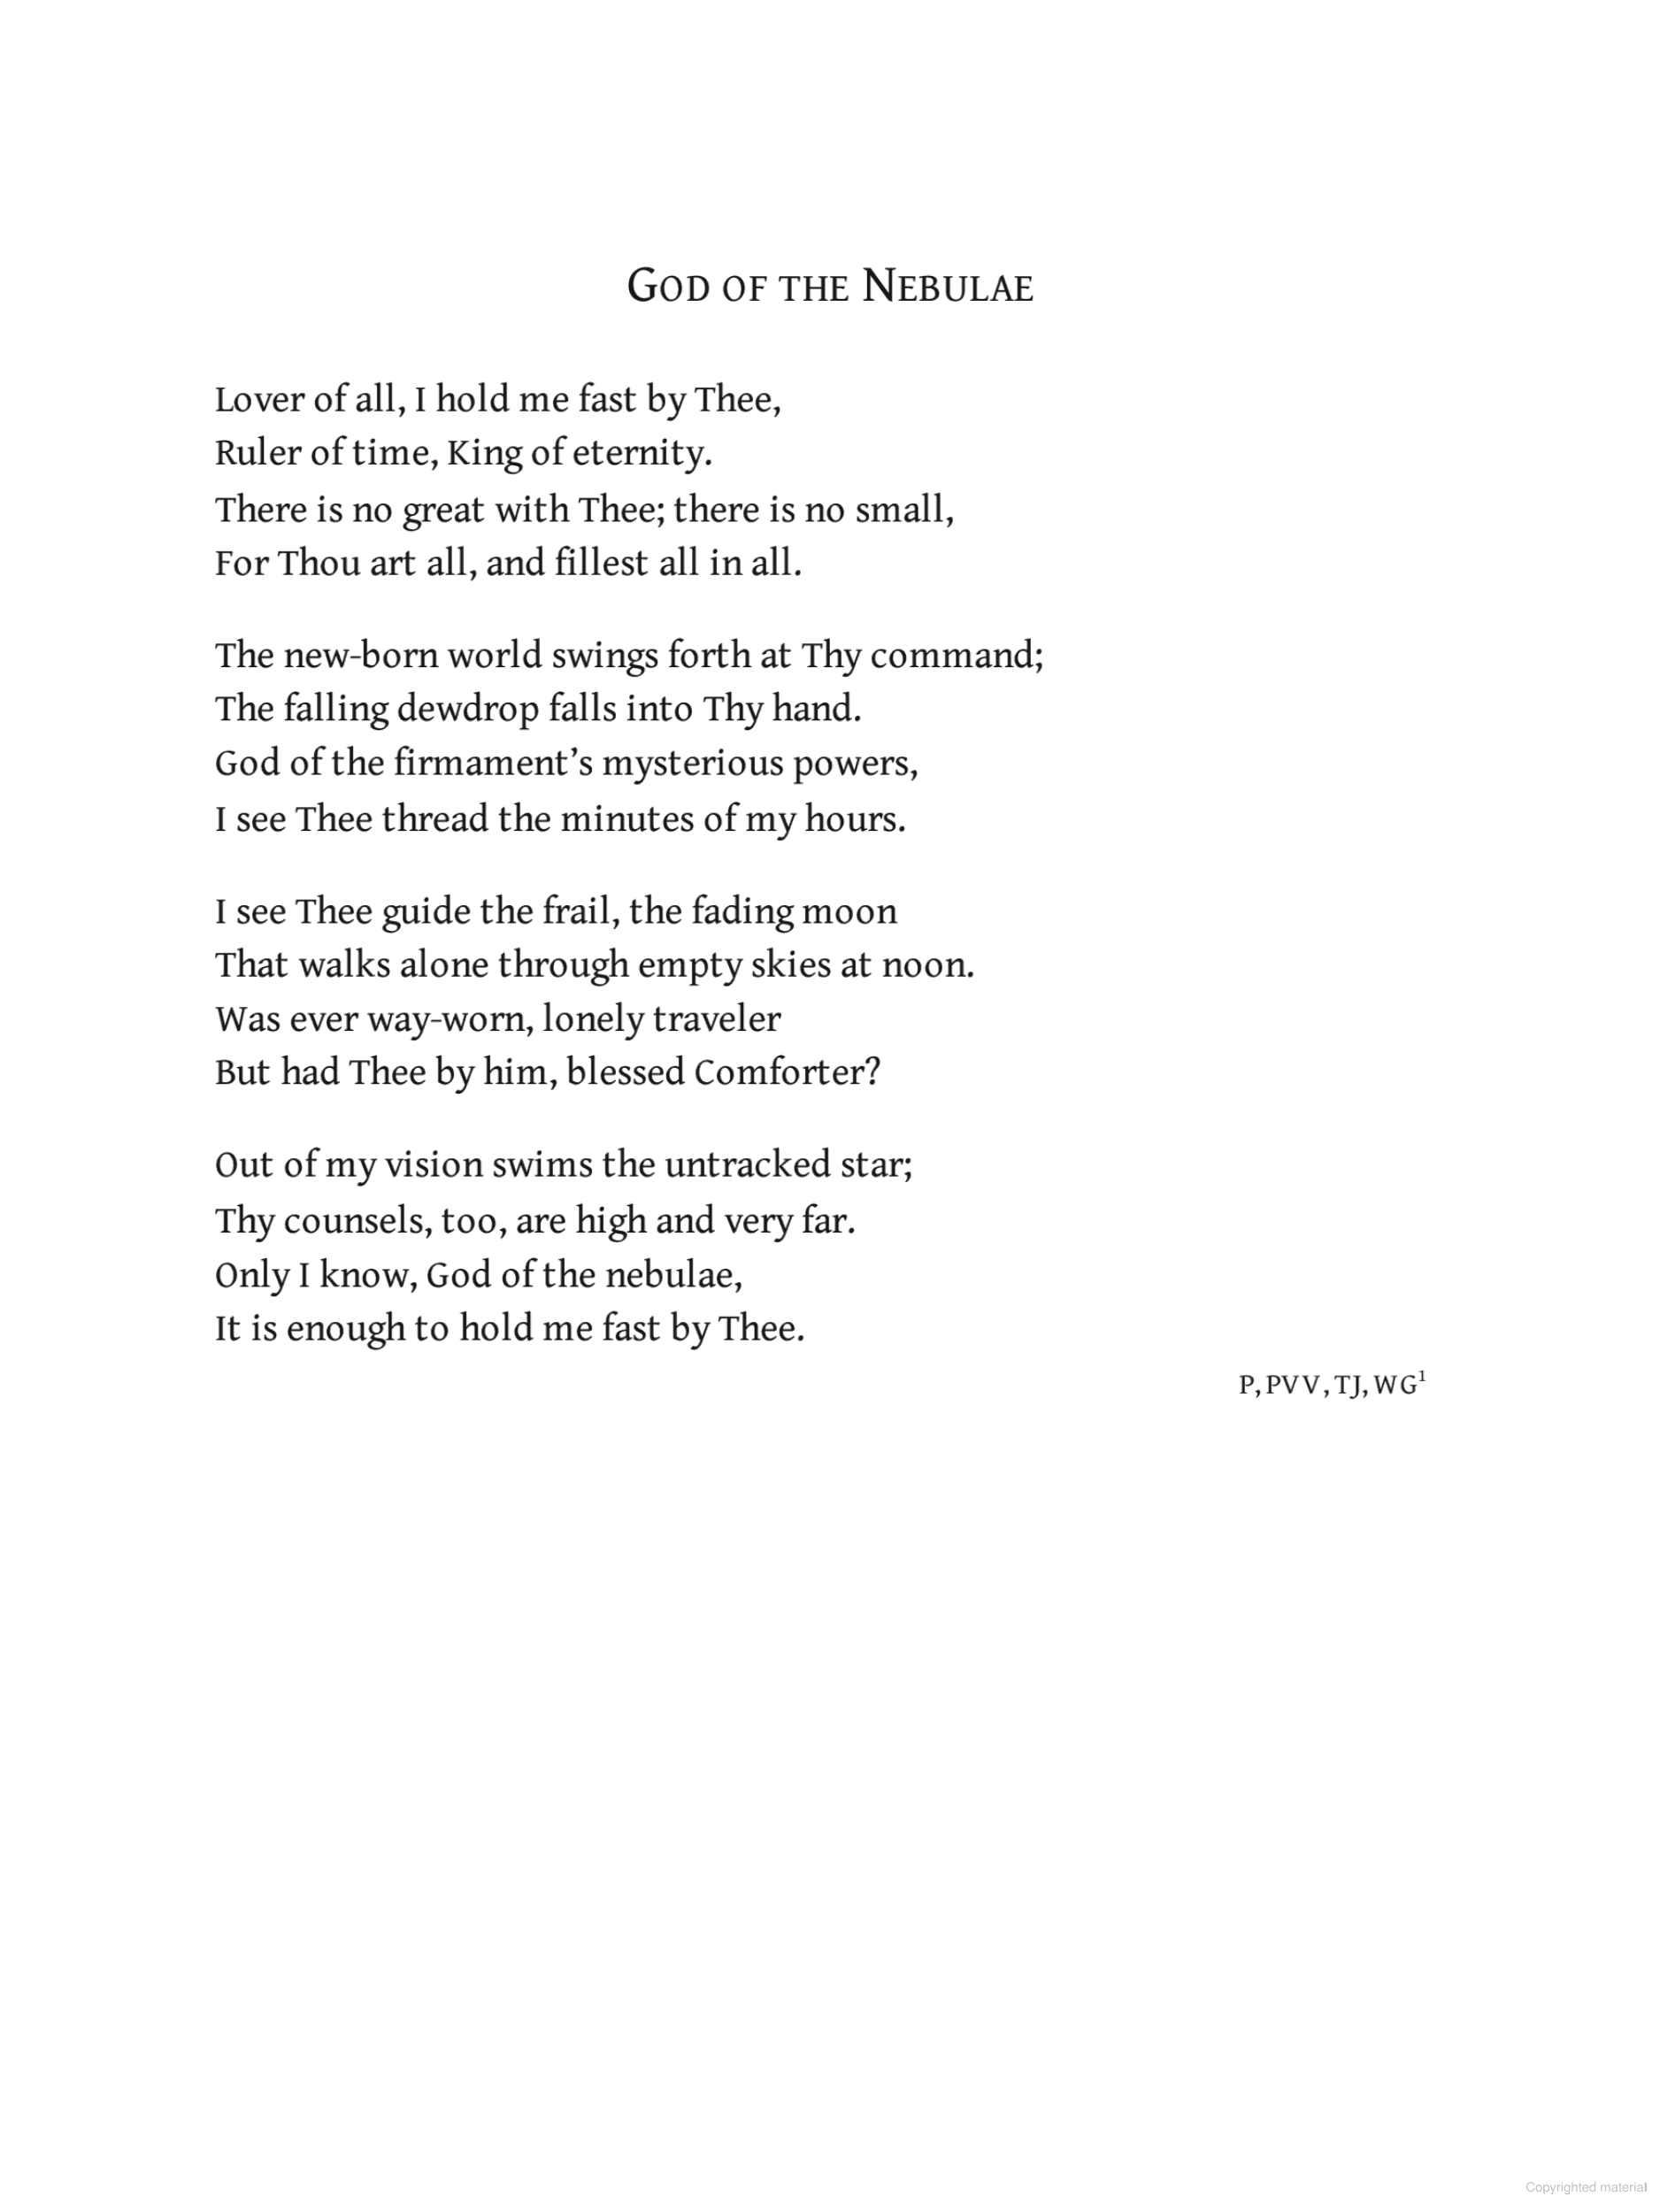 God of the Nebulae
Lover of all, I hold me fast by Thee,
Ruler of time, King of eternity.
There is no great with Thee; there is no small,
For Thou art all, and fillest all in all.
The new-born world swings forth at Thy command;
The falling dewdrop falls into Thy hand.
God of the firmament’s mysterious powers,
I see Thee thread the minutes of my hours.
I see Thee guide the frail, the fading moon
That walks alone through empty skies at noon.
Was ever way-worn, lonely traveler
But had Thee by him, blessed Comforter?
Out of my vision swims the untracked star;
Thy counsels, too, are high and very far.
Only I know, God of the nebulae,
It is enough to hold me fast by Thee.
P, PVV, TJ, WG¹
Copyrighted material